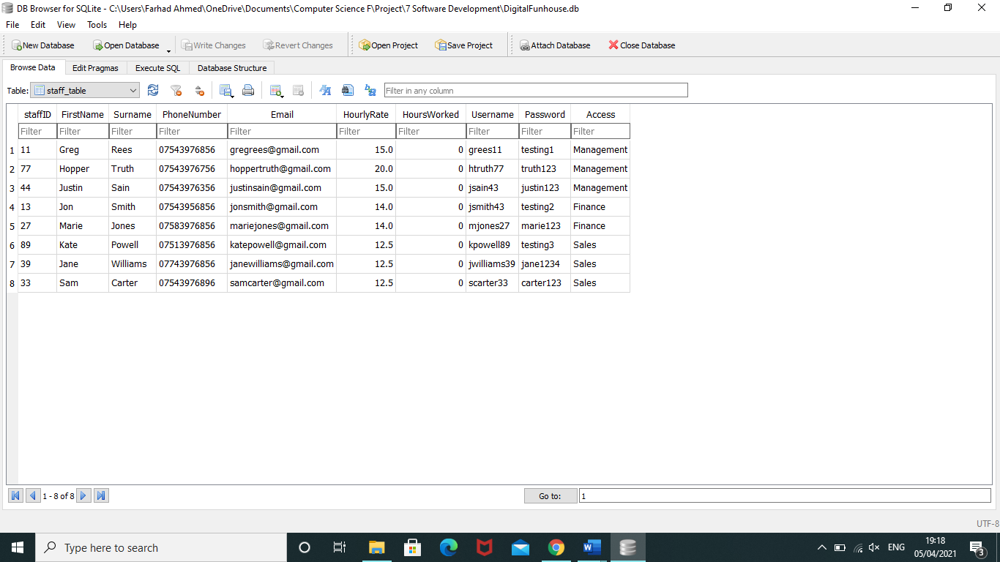 DB Browser for SQLite - C:\Users\Farhad Ahmed\OneDrive\Documents\Computer Science F\Project\7 Software Development\DigitalFunhouse.db
File Edit View Tools Help
New Database Open Database Write Changes Revert Changes Open Project Save Project Attach Database Close Database
Browse Data Edit Pragmas Execute SQL Database Structure
Table: staff_table Filter in any column
staffID FirstName Surname PhoneNumber Email HourlyRate HoursWorked Username Password Access
Filter Filter Filter Filter Filter Filter Filter Filter Filter Filter
1 11 Greg Rees 07543976856 gregrees@gmail.com 15.0 0 grees11 testing1 Management
2 77 Hopper Truth 07543976756 hoppertruth@gmail.com 20.0 0 htruth77 truth123 Management
3 44 Justin Sain 07543976356 justinsain@gmail.com 15.0 0 jsain43 justin123 Management
4 13 Jon Smith 07543956856 jonsmith@gmail.com 14.0 0 jsmith43 testing2 Finance
5 27 Marie Jones 07583976856 mariejones@gmail.com 14.0 0 mjones27 marie123 Finance
6 89 Kate Powell 07513976856 katepowell@gmail.com 12.5 0 kpowell89 testing3 Sales
7 39 Jane Williams 07743976856 janewilliams@gmail.com 12.5 0 jwilliams39 jane1234 Sales
8 33 Sam Carter 07543976896 samcarter@gmail.com 12.5 0 scarter33 carter123 Sales
1 - 8 of 8 Go to: 1
UTF-8
Type here to search ENG 19:18
05/04/2021 3